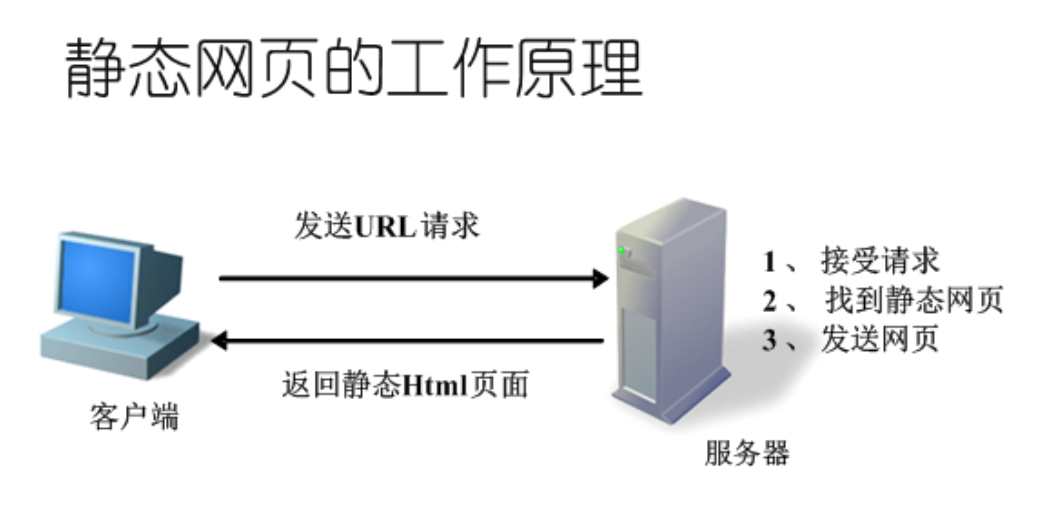 静态网页的工作原理
发送URL请求
1、接受请求
2、找到静态网页
3、发送网页
返回静态Html页面
客户端
服务器